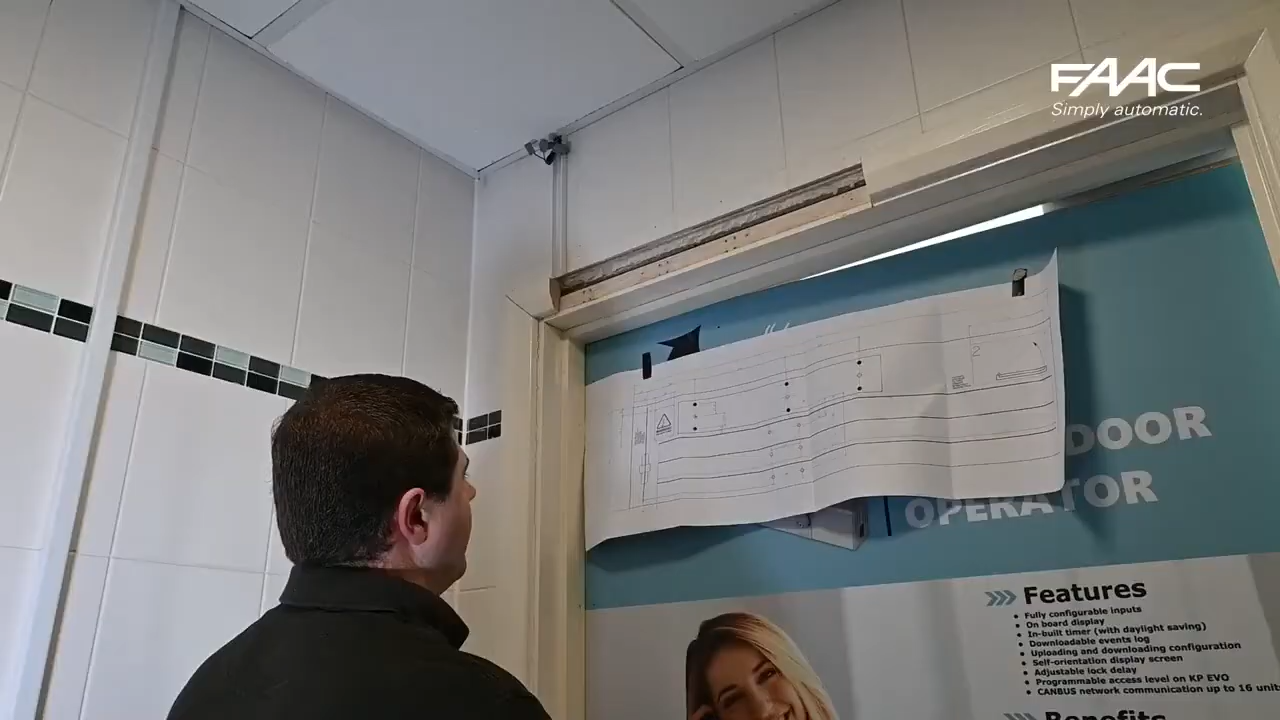 FAAC
Simply automatic.
2
DOOR
OPERATOR
Features
Fully configurable inputs
On board display
In-built timer (with daylight saving)
Downloadable events log
Uploading and downloading configuration
Self-orientation display screen
Adjustable lock delay
Programmable access level on KP EVO
CANBUS network communication up to 16 unit
Benefits